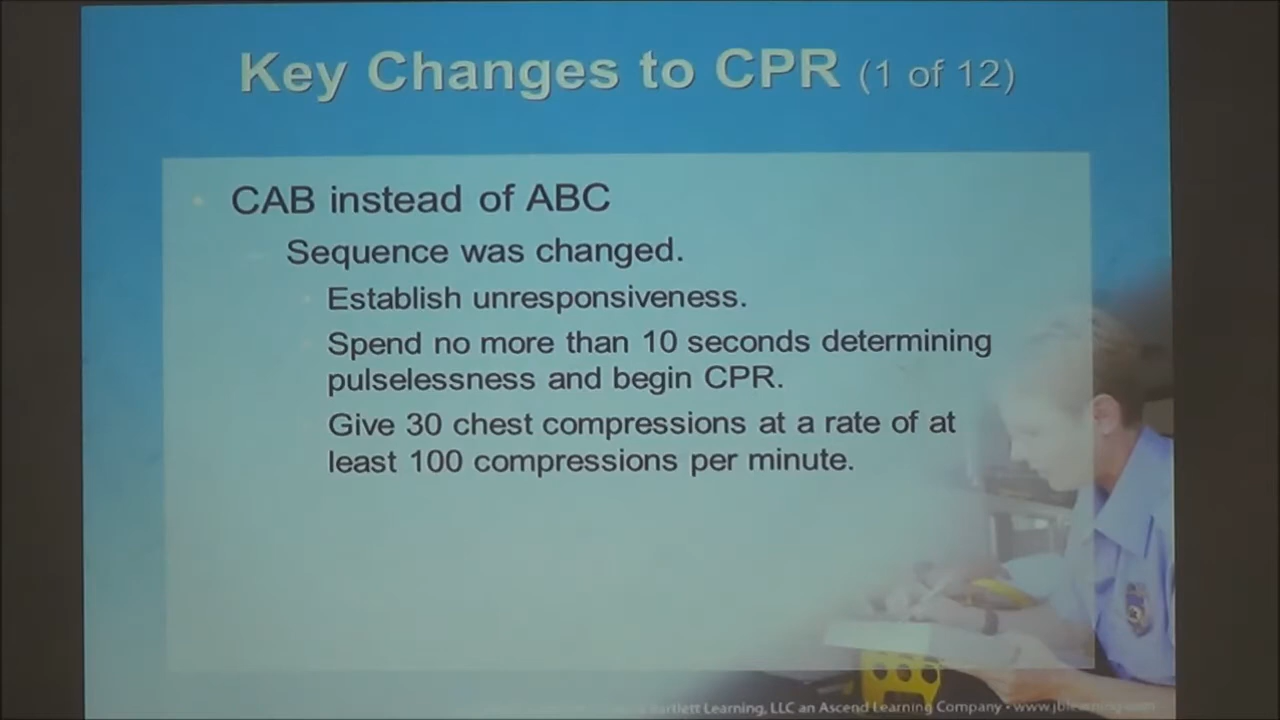 Key Changes to CPR (1 of 12)
CAB instead of ABC
Sequence was changed.
Establish unresponsiveness.
Spend no more than 10 seconds determining
pulselessness and begin CPR.
Give 30 chest compressions at a rate of at
least 100 compressions per minute.
Learning, LLC an Ascend Learning Company